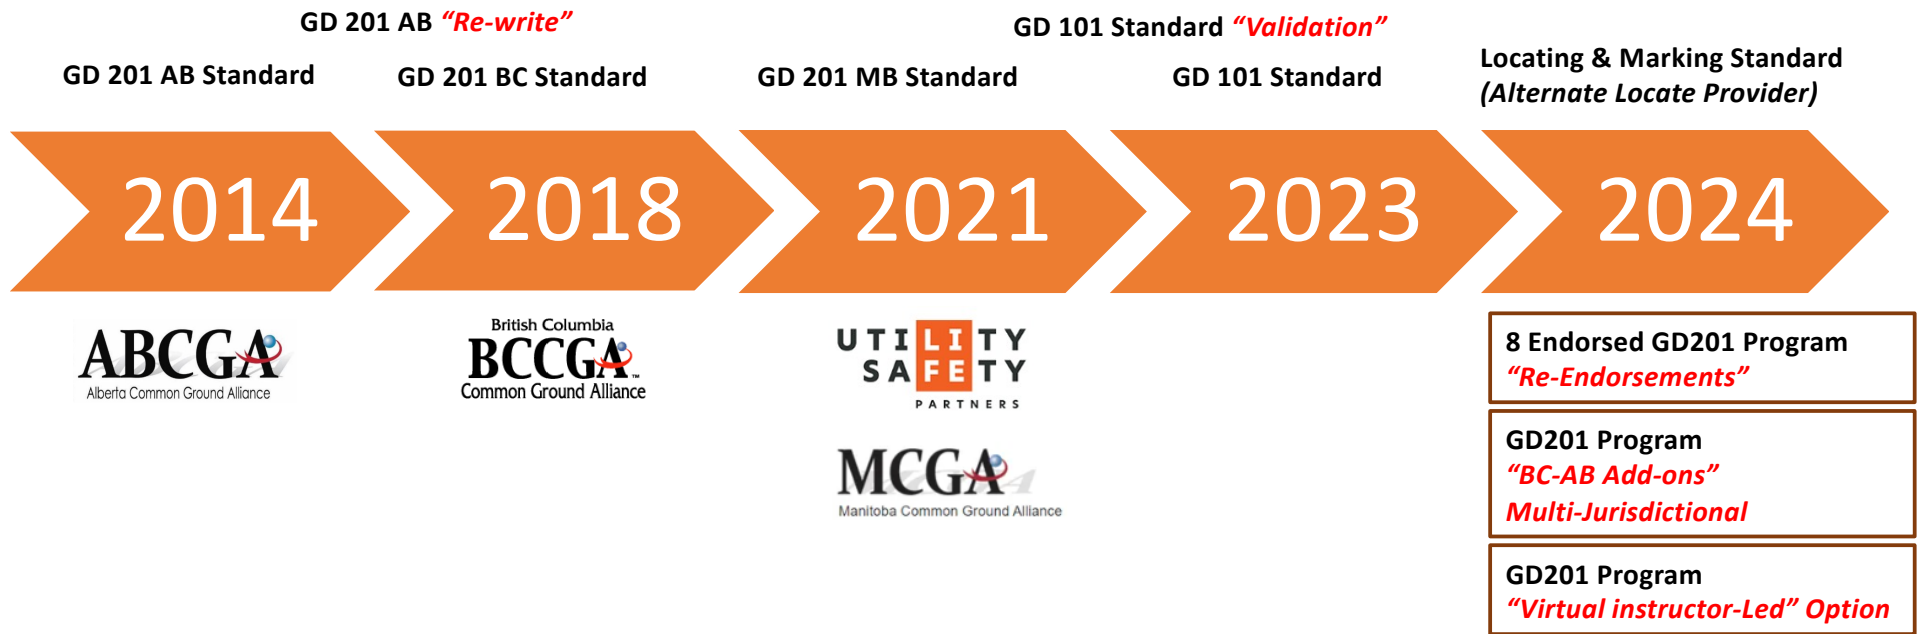 GD 201 AB “Re-write”
GD 101 Standard “Validation”
GD 201 AB Standard
GD 201 BC Standard
GD 201 MB Standard
GD 101 Standard
Locating & Marking Standard
(Alternate Locate Provider)
2014
2018
2021
2023
2024
ABCGA
Alberta Common Ground Alliance
British Columbia
BCCGA™
Common Ground Alliance
UTILITY
SAFETY
PARTNERS
MCGA
Manitoba Common Ground Alliance
8 Endorsed GD201 Program
“Re-Endorsements”
GD201 Program
“BC-AB Add-ons”
Multi-Jurisdictional
GD201 Program
“Virtual instructor-Led” Option